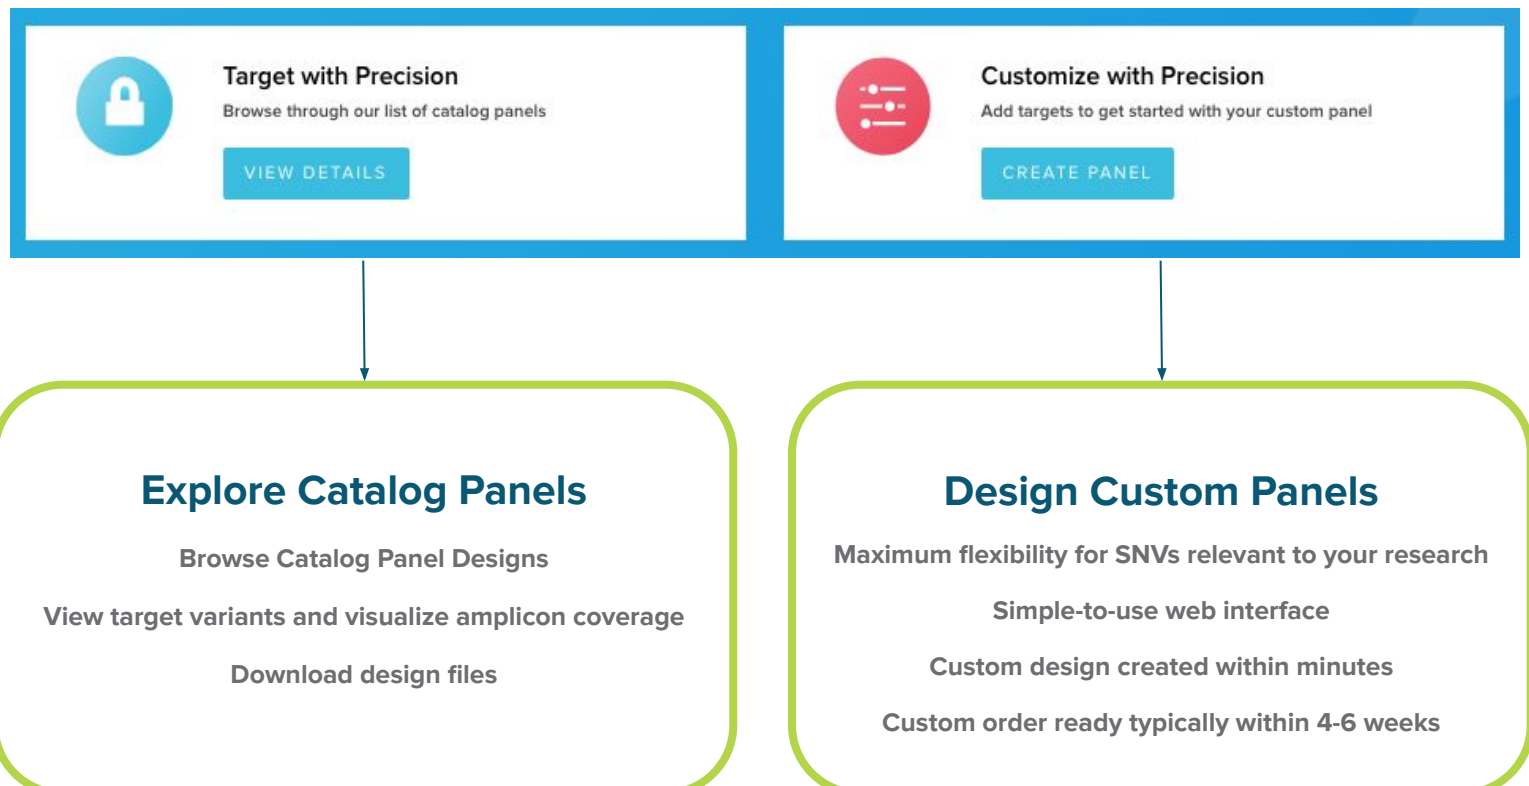 Target with Precision
Browse through our list of catalog panels
VIEW DETAILS
Customize with Precision
Add targets to get started with your custom panel
CREATE PANEL
Explore Catalog Panels
Browse Catalog Panel Designs
View target variants and visualize amplicon coverage
Download design files
Design Custom Panels
Maximum flexibility for SNVs relevant to your research
Simple-to-use web interface
Custom design created within minutes
Custom order ready typically within 4-6 weeks